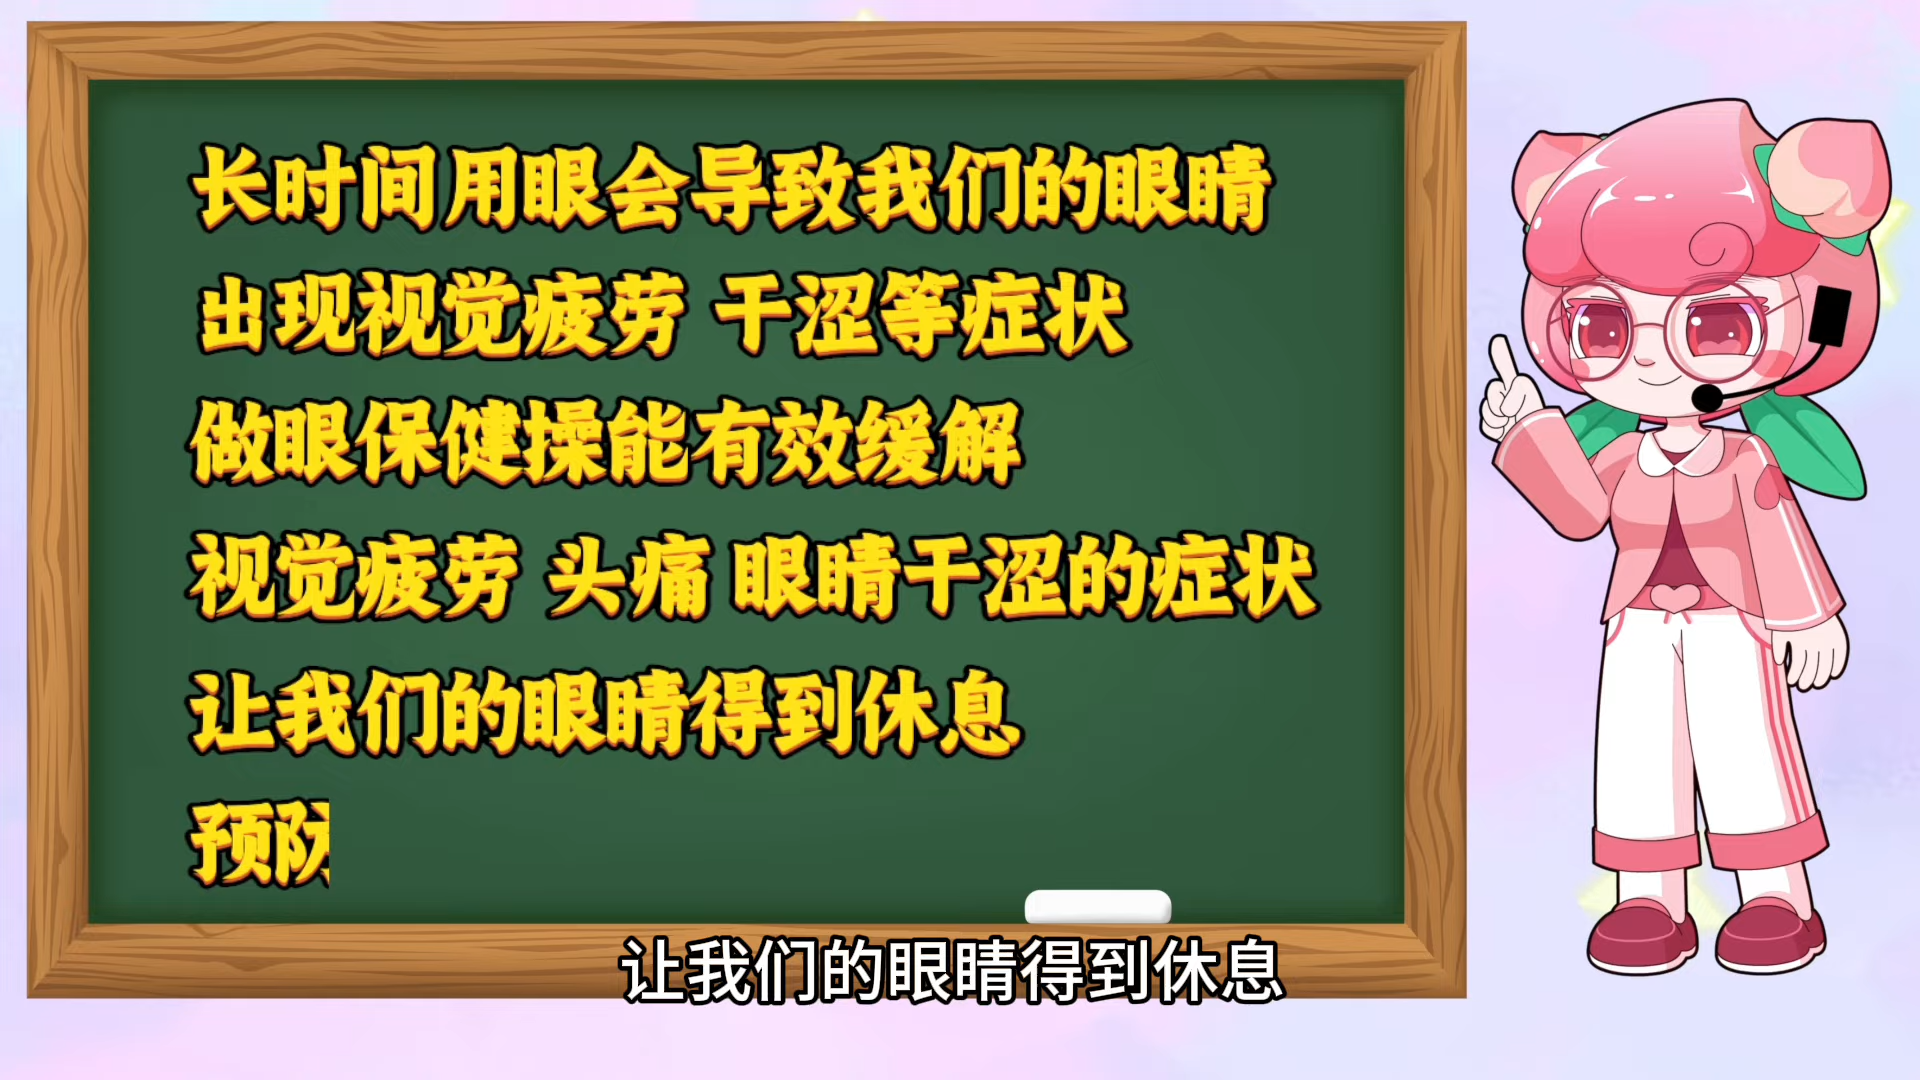 长时间用眼会导致我们的眼睛
出现视觉疲劳 干涩等症状
做眼保健操能有效缓解
视觉疲劳 头痛 眼睛干涩的症状
让我们的眼睛得到休息
预防
让我们的眼睛得到休息